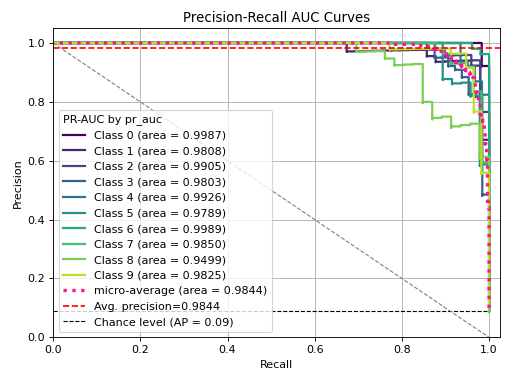 Precision-Recall AUC Curves
1.0
0.8
0.6
0.4
0.2
0.0
Precision
PR-AUC by pr_auc
Class 0 (area = 0.9987)
Class 1 (area = 0.9808)
Class 2 (area = 0.9905)
Class 3 (area = 0.9803)
Class 4 (area = 0.9926)
Class 5 (area = 0.9789)
Class 6 (area = 0.9989)
Class 7 (area = 0.9850)
Class 8 (area = 0.9499)
Class 9 (area = 0.9825)
micro-average (area = 0.9844)
Avg. precision=0.9844
Chance level (AP = 0.09)
0.0 0.2 0.4 0.6 0.8 1.0
Recall